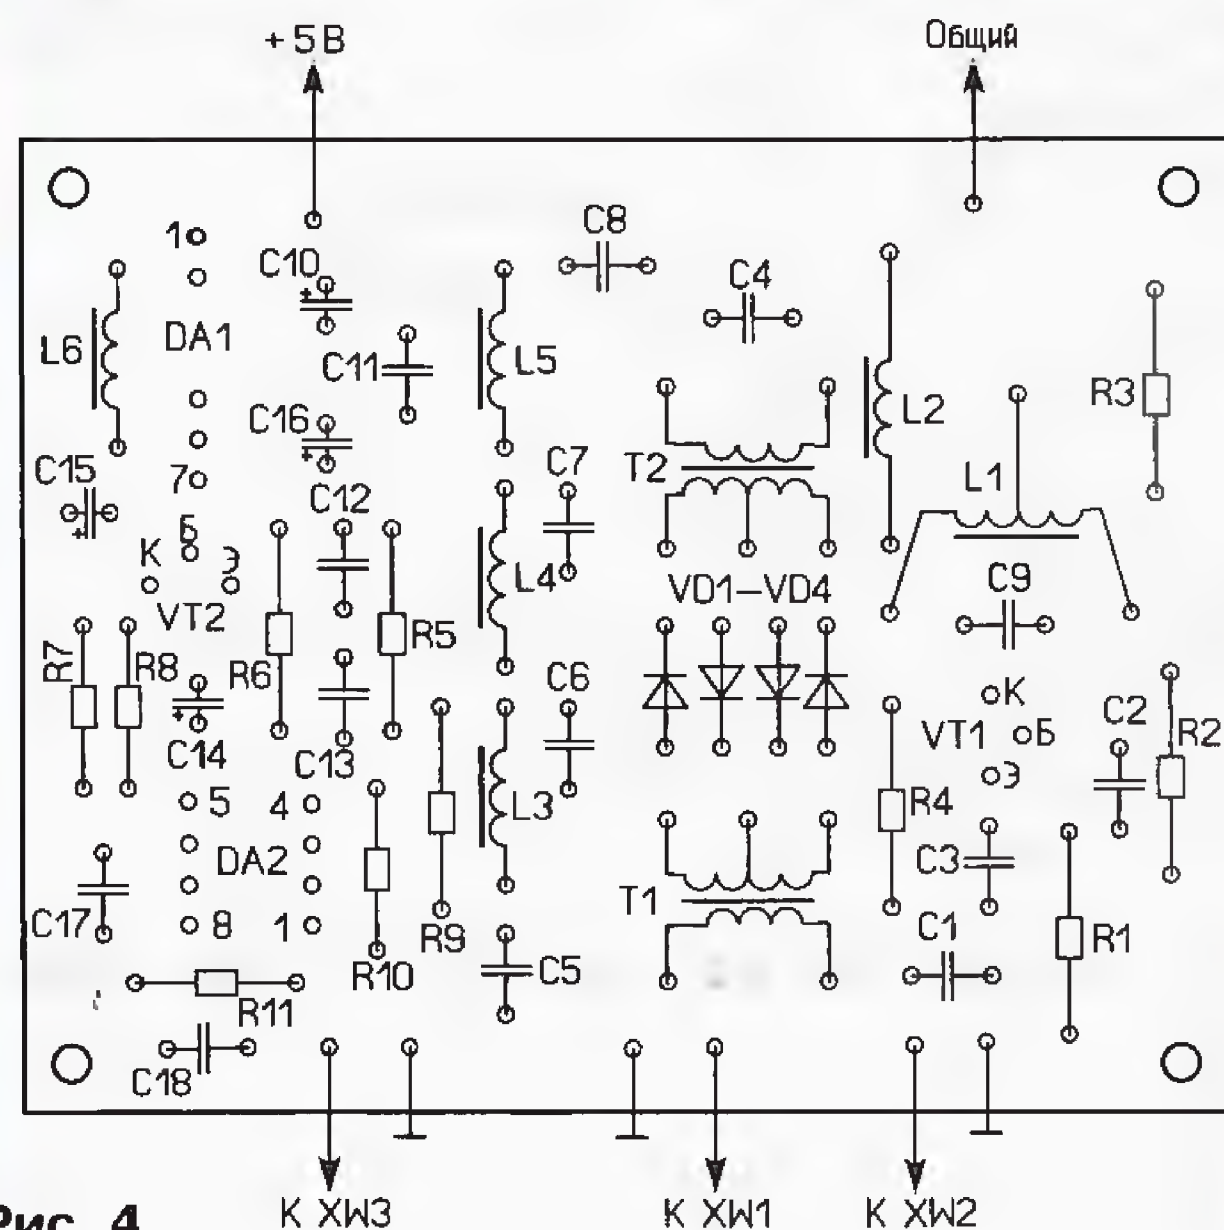 +5В
Общий
1
C10
C8
C4
L6
DA1
C11
L5
C16
L2
R3
7
C15
C12
C7
T2
L1
К
Б
Э
VT2
L4
VD1–VD4
C9
R7
R8
R6
R5
C6
К
VT1
Б
Э
C2
R2
C14
C13
5
4
DA2
L3
R4
C3
C17
8
1
R9
R10
C5
T1
C1
R1
R11
C18
К XW3
К XW1
К XW2
Рис. 4